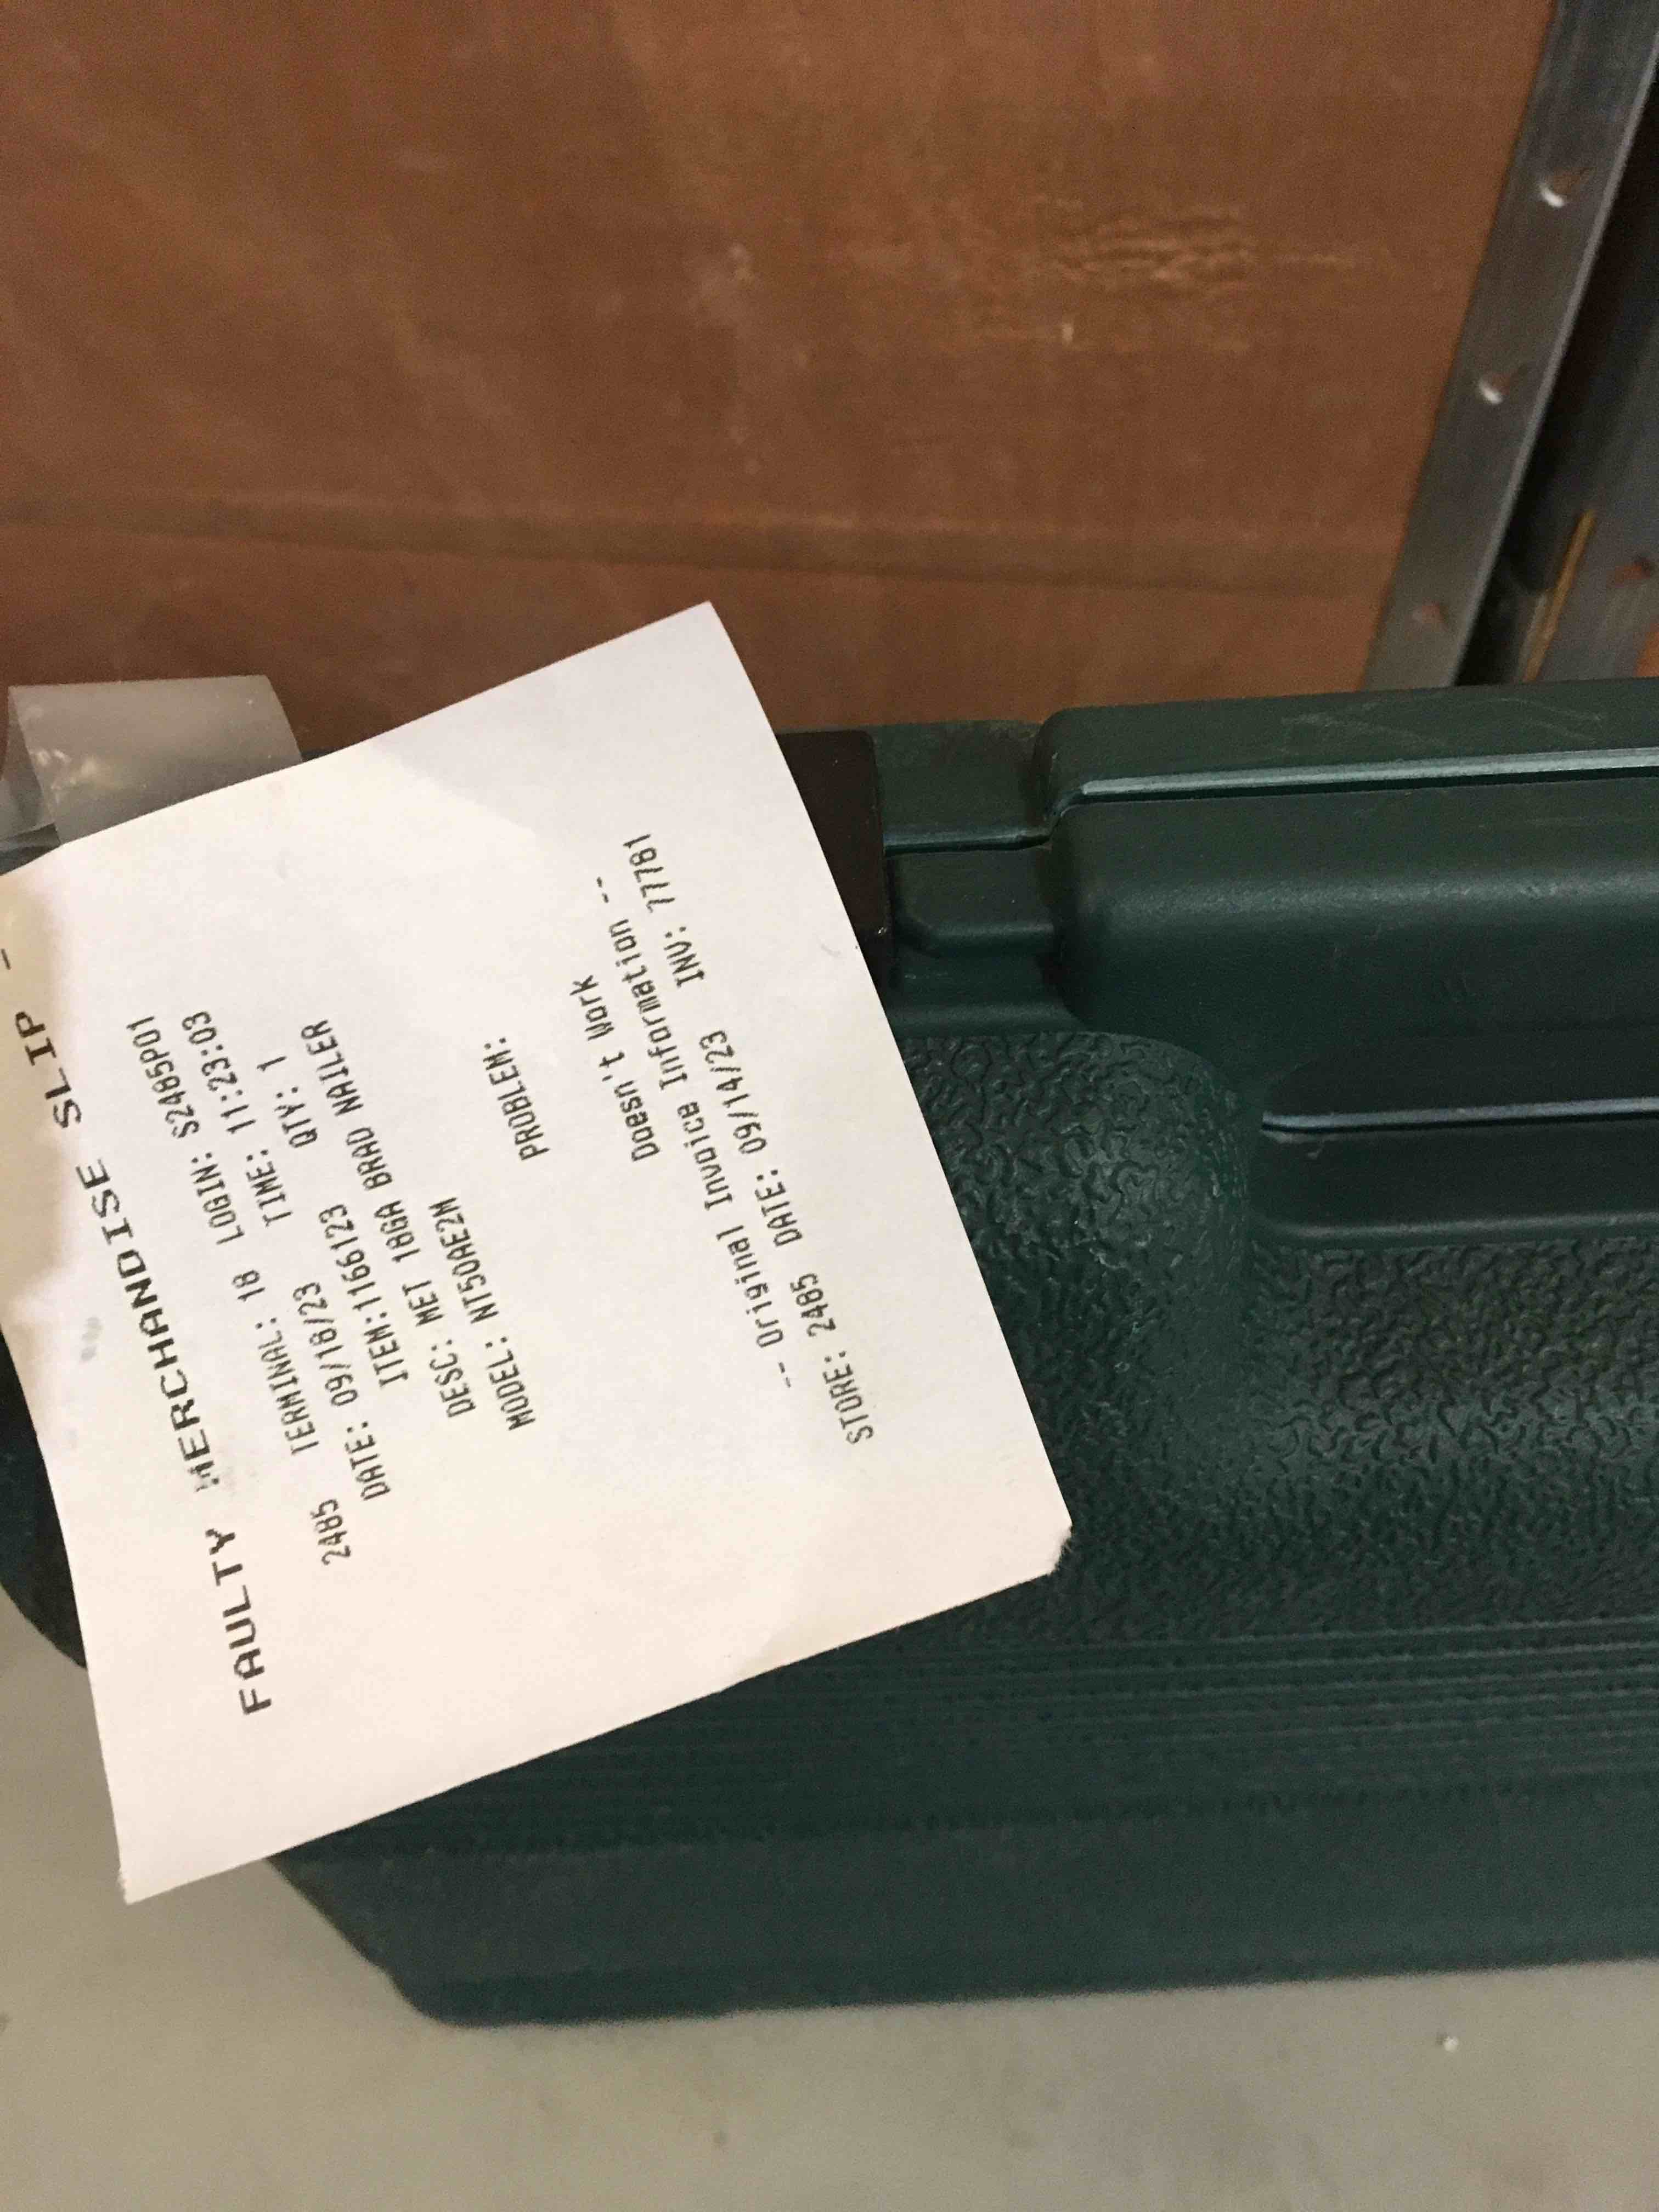 FAULTY MERCHANDISE SLIP -
2485 TERMINAL: 18 LOGIN: S2485P01
DATE: 09/18/23 TIME: 11:23:03
ITEM:1166123 QTY: 1
DESC: MET 18GA BRAD NAILER
MODEL: NT50AE2M
PROBLEM:
Doesn't Work
-- Original Invoice Information --
STORE: 2485 DATE: 09/14/23 INV: 77781